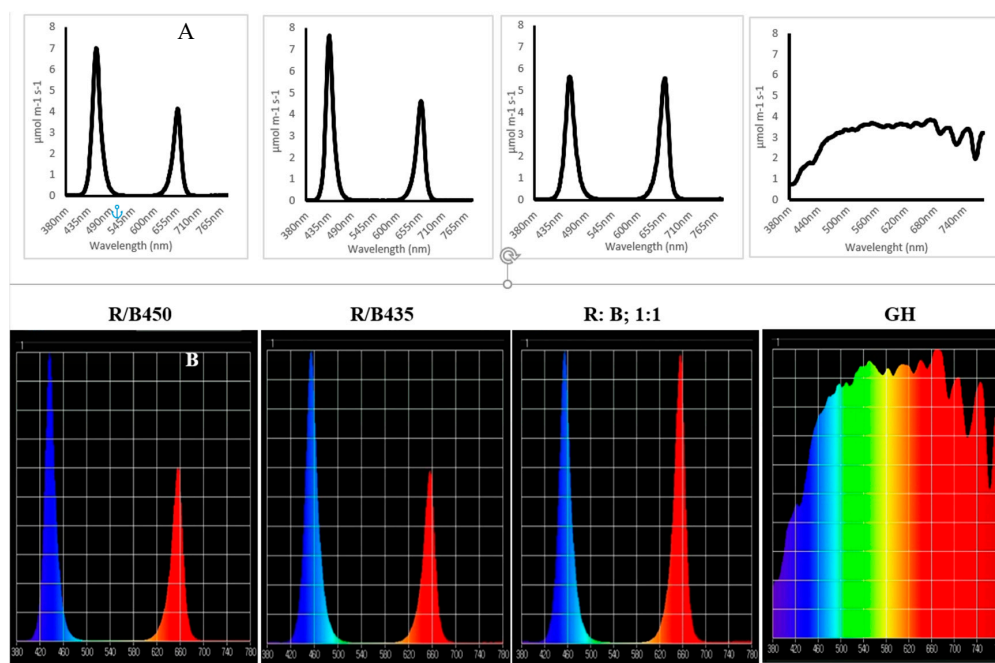 A
µmol m-1 s-1
8
7
6
5
4
3
2
1
0
380nm
435nm
490nm
545nm
600nm
655nm
710nm
765nm
Wavelength (nm)
µmol m-1 s-1
8
7
6
5
4
3
2
1
0
380nm
435nm
490nm
545nm
600nm
655nm
710nm
765nm
Wavelength (nm)
µmol m-1 s-1
8
7
6
5
4
3
2
1
0
380nm
435nm
490nm
545nm
600nm
655nm
710nm
765nm
Wavelength (nm)
µmol m-1 s-1
8
7
6
5
4
3
2
1
0
380nm
440nm
500nm
560nm
620nm
680nm
740nm
Wavelenght (nm)
R/B450
R/B435
R: B; 1:1
GH
1
B
380 420 460 500 540 580 620 660 700 740 780
1
380 420 460 500 540 580 620 660 700 740 780
1
380 420 460 500 540 580 620 660 700 740 780
1
380 420 460 500 540 580 620 660 700 740